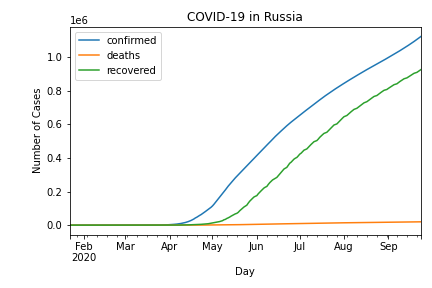 COVID-19 in Russia
1e6
confirmed
deaths
recovered
1.0
0.8
0.6
0.4
0.2
0.0
Number of Cases
Feb Mar Apr May Jun Jul Aug Sep
2020
Day